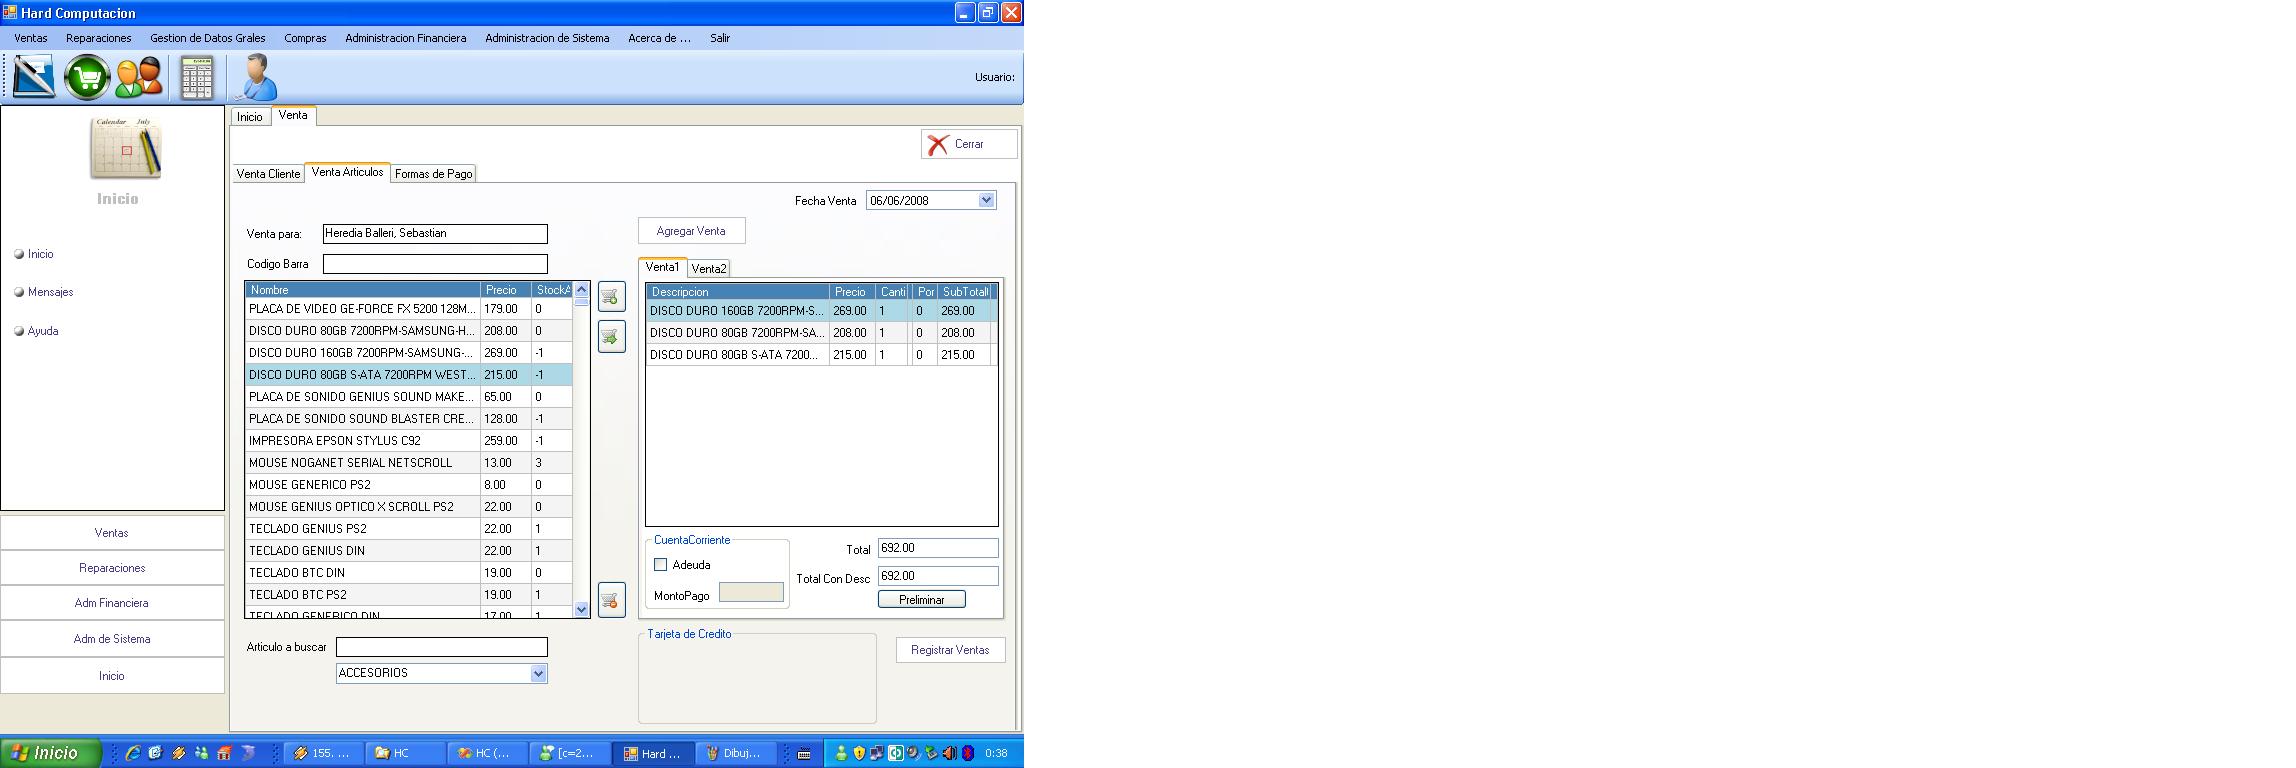 Hard Computacion
Ventas Reparaciones Gestion de Datos Grales Compras Administracion Financiera Administracion de Sistema Acerca de ... Salir
Usuario:
Calendar July
Inicio
Inicio
Mensajes
Ayuda
Ventas
Reparaciones
Adm Financiera
Adm de Sistema
Inicio
Inicio Venta
Cerrar
Venta Cliente Venta Articulos Formas de Pago
Fecha Venta 06/06/2008
Venta para: Heredia Balleri, Sebastian
Codigo Barra
Nombre Precio StockA
PLACA DE VIDEO GE-FORCE FX 5200 128M... 179.00 0
DISCO DURO 80GB 7200RPM-SAMSUNG-H... 208.00 0
DISCO DURO 160GB 7200RPM-SAMSUNG-... 269.00 -1
DISCO DURO 80GB S-ATA 7200RPM WEST... 215.00 -1
PLACA DE SONIDO GENIUS SOUND MAKE... 65.00 0
PLACA DE SONIDO SOUND BLASTER CRE... 128.00 -1
IMPRESORA EPSON STYLUS C92 259.00 -1
MOUSE NOGANET SERIAL NETSCROLL 13.00 3
MOUSE GENERICO PS2 8.00 0
MOUSE GENIUS OPTICO X SCROLL PS2 22.00 0
TECLADO GENIUS PS2 22.00 1
TECLADO GENIUS DIN 22.00 1
TECLADO BTC DIN 19.00 0
TECLADO BTC PS2 19.00 1
TECLADO GENERICO DIN 17.00 1
Articulo a buscar
ACCESORIOS
Agregar Venta
Venta1 Venta2
Descripcion Precio Canti Por SubTotal
DISCO DURO 160GB 7200RPM-S... 269.00 1 0 269.00
DISCO DURO 80GB 7200RPM-SA... 208.00 1 0 208.00
DISCO DURO 80GB S-ATA 7200... 215.00 1 0 215.00
CuentaCorriente
Adeuda
MontoPago
Total 692.00
Total Con Desc 692.00
Preliminar
Tarjeta de Credito
Registrar Ventas
Inicio 155. ... HC HC (,... [c=2... Hard ... Dibuj... 0:38